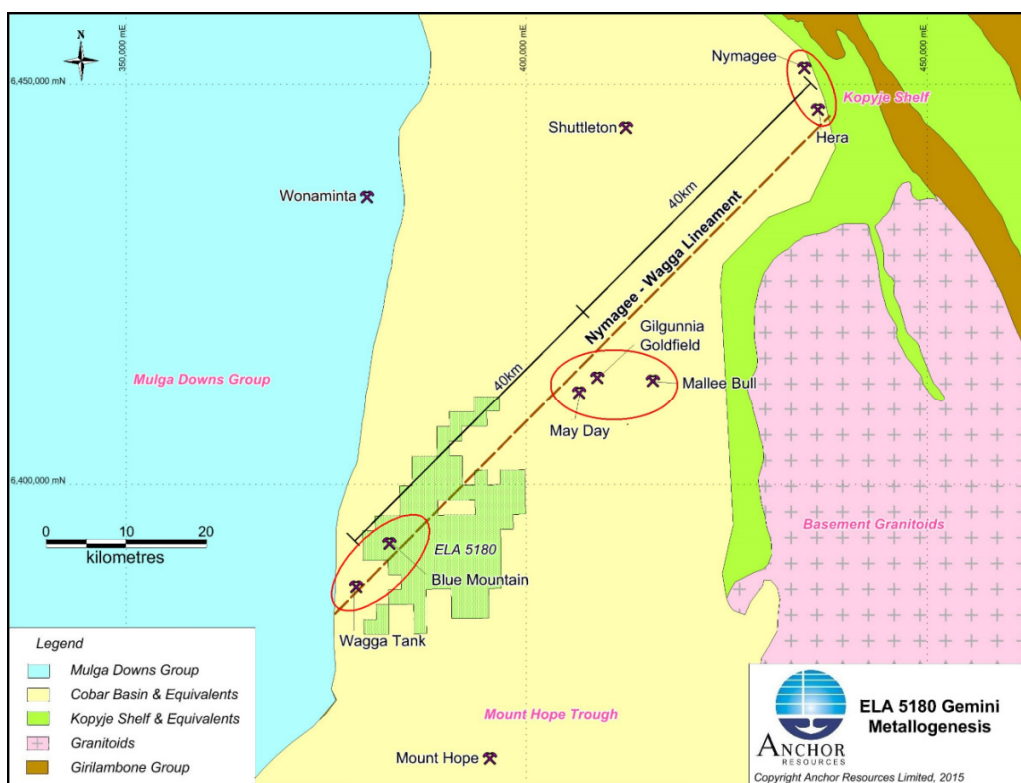 N
350,000 mE
400,000 mE
450,000 mE
6,450,000 mN
Nymagee
Kopyje Shelf
Shuttleton
Hera
Wonaminta
40km
Nymagee - Wagga Lineament
Gilgunnia
Goldfield
40km
Mulga Downs Group
Mallee Bull
May Day
6,400,000 mN
Basement Granitoids
0 10 20
kilometres
ELA 5180
Blue Mountain
Wagga Tank
Legend
Mulga Downs Group
Cobar Basin & Equivalents
Kopyje Shelf & Equivalents
Granitoids
Girilambone Group
Mount Hope Trough
Mount Hope
ANCHOR
RESOURCES
ELA 5180 Gemini
Metallogenesis
Copyright Anchor Resources Limited, 2015